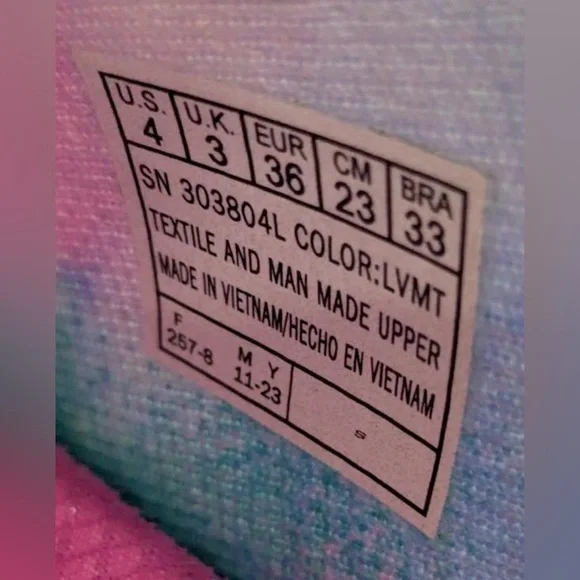 U.S. U.K. EUR CM BRA
4 3 36 23 33
SN 303804L COLOR:LVMT
TEXTILE AND MAN MADE UPPER
MADE IN VIETNAM/HECHO EN VIETNAM
F M Y
257-8 11-23
S